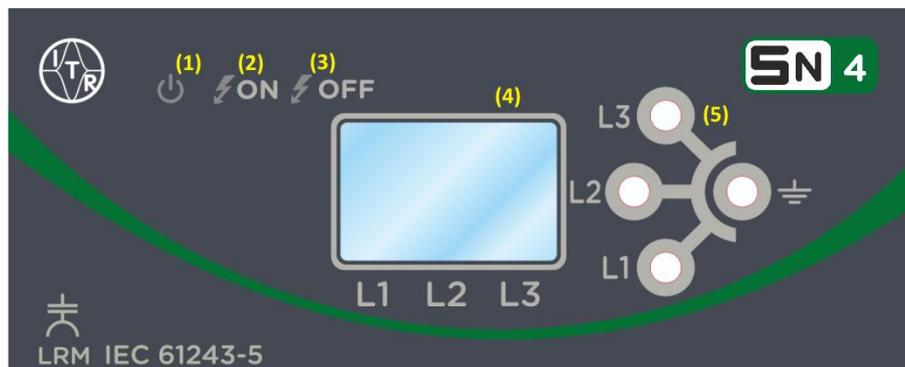 ITR
(1)
(2)
(3)
ON
OFF
(4)
SN 4
L3
(5)
L2
L1
L1 L2 L3
LRM IEC 61243-5